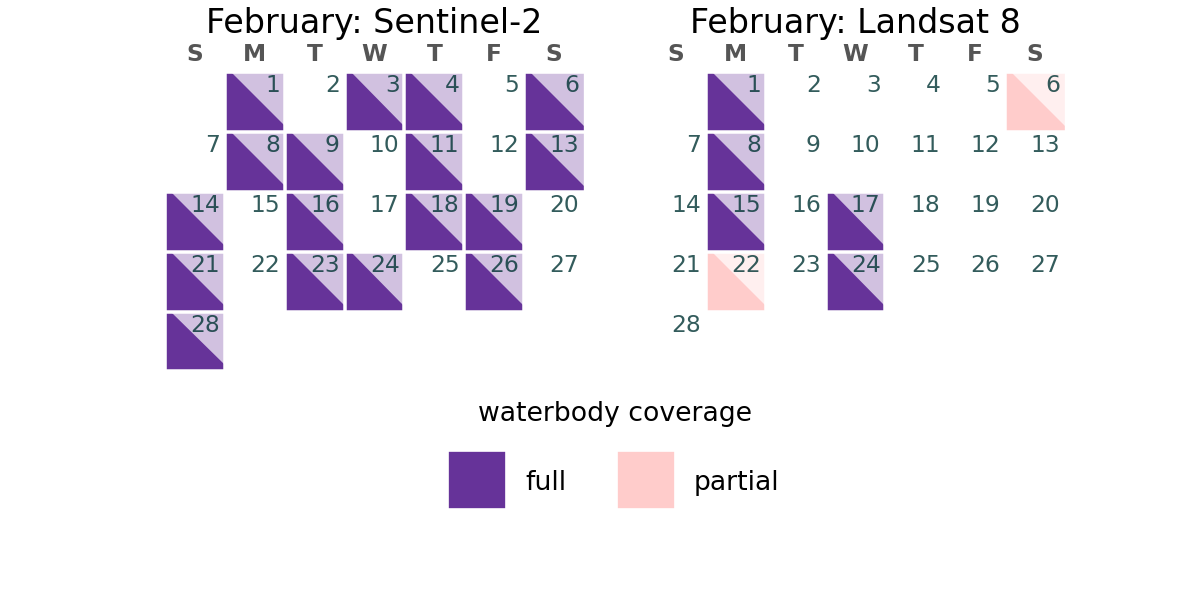 February: Sentinel-2
S M T W T F S
1 2 3 4 5 6
7 8 9 10 11 12 13
14 15 16 17 18 19 20
21 22 23 24 25 26 27
28
February: Landsat 8
S M T W T F S
1 2 3 4 5 6
7 8 9 10 11 12 13
14 15 16 17 18 19 20
21 22 23 24 25 26 27
28
waterbody coverage
full
partial